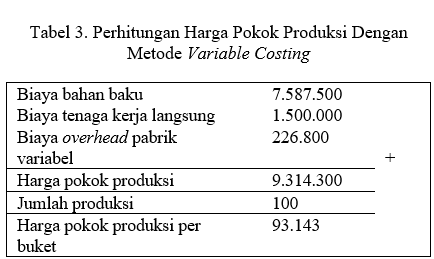 Tabel 3. Perhitungan Harga Pokok Produksi Dengan
Metode Variable Costing
Biaya bahan baku 7.587.500
Biaya tenaga kerja langsung 1.500.000
Biaya overhead pabrik 226.800
variabel +
Harga pokok produksi 9.314.300
Jumlah produksi 100
Harga pokok produksi per 93.143
buket